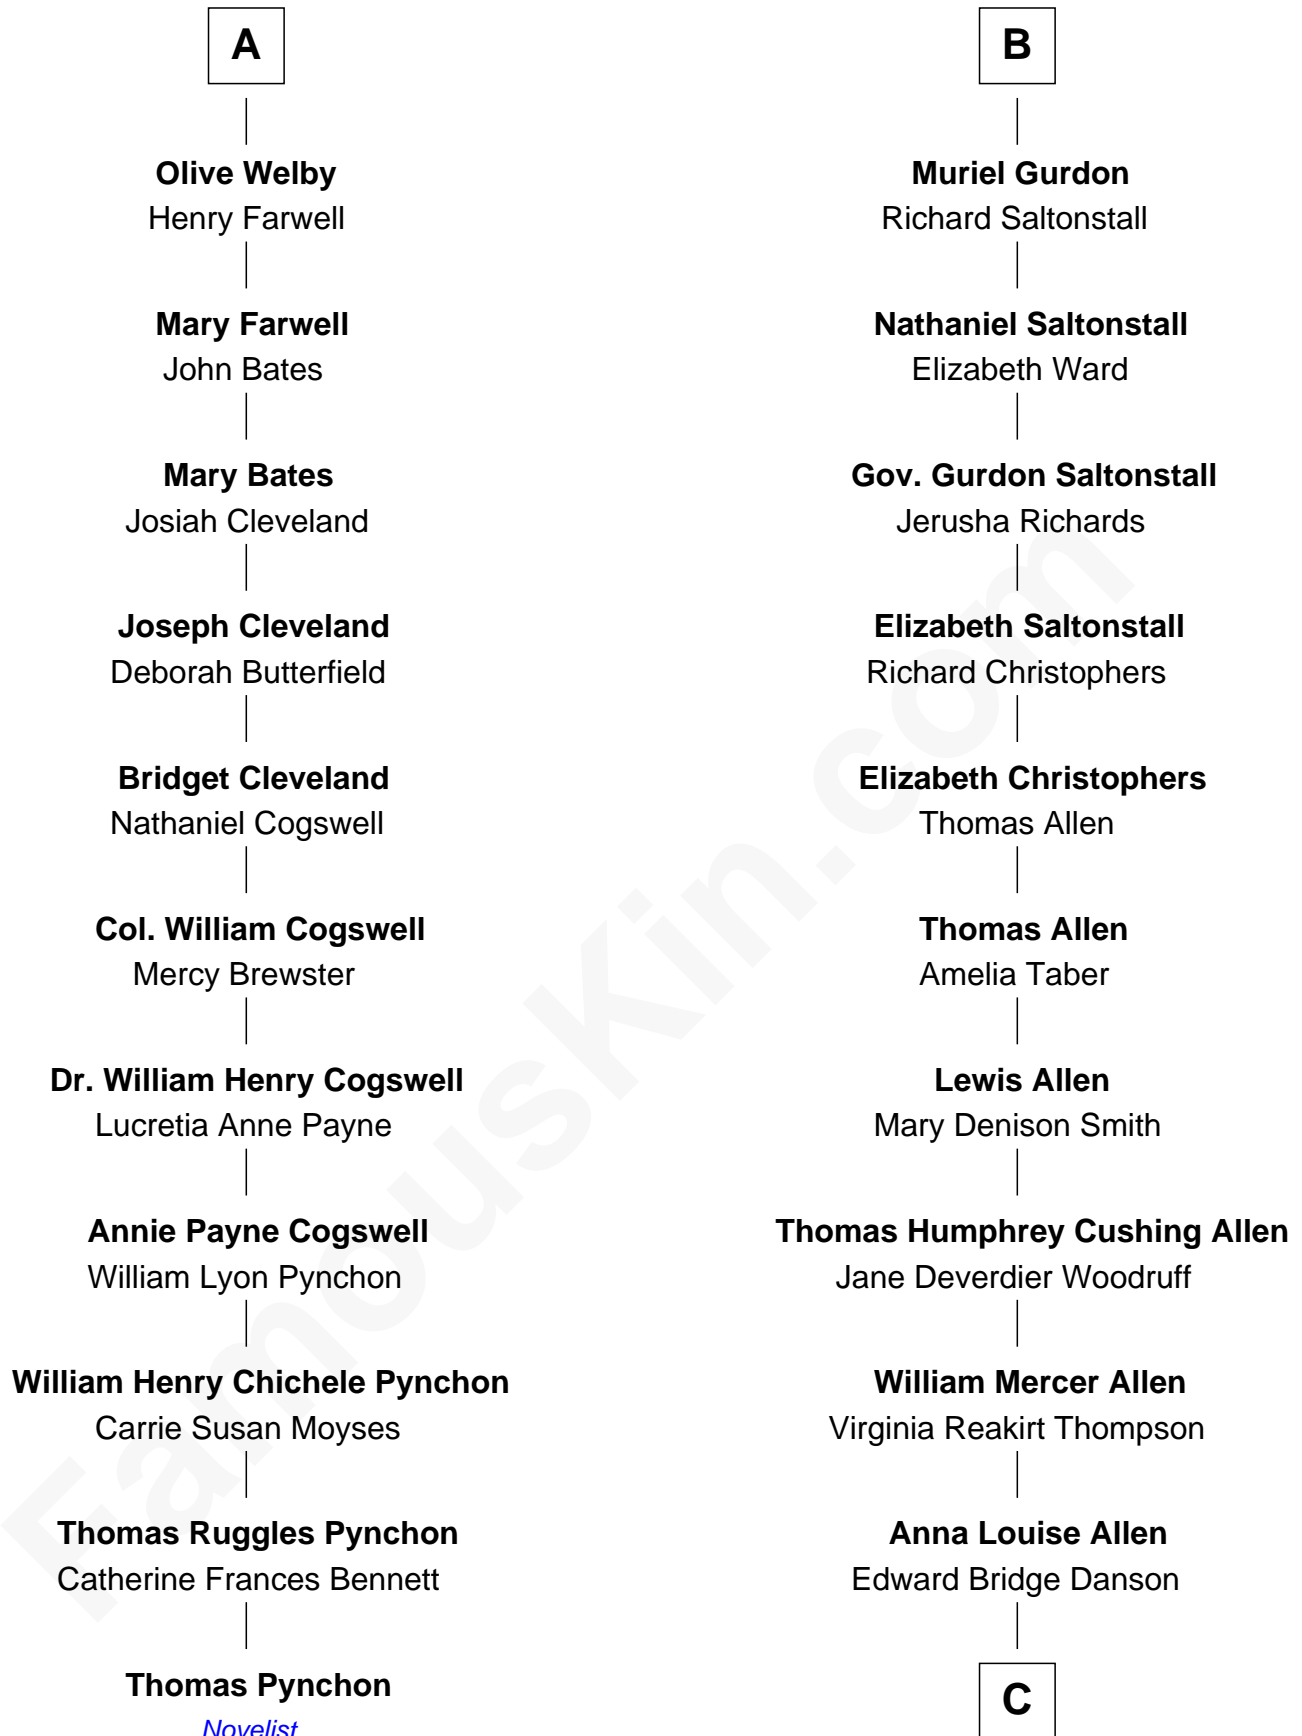 A
Olive Welby
Henry Farwell
Mary Farwell
John Bates
Mary Bates
Josiah Cleveland
Joseph Cleveland
Deborah Butterfield
Bridget Cleveland
Nathaniel Cogswell
Col. William Cogswell
Mercy Brewster
Dr. William Henry Cogswell
Lucretia Anne Payne
Annie Payne Cogswell
William Lyon Pynchon
William Henry Chichele Pynchon
Carrie Susan Moyses
Thomas Ruggles Pynchon
Catherine Frances Bennett
Thomas Pynchon
Novelist
B
Muriel Gurdon
Richard Saltonstall
Nathaniel Saltonstall
Elizabeth Ward
Gov. Gurdon Saltonstall
Jerusha Richards
Elizabeth Saltonstall
Richard Christophers
Elizabeth Christophers
Thomas Allen
Thomas Allen
Amelia Taber
Lewis Allen
Mary Denison Smith
Thomas Humphrey Cushing Allen
Jane Deverdier Woodruff
William Mercer Allen
Virginia Reakirt Thompson
Anna Louise Allen
Edward Bridge Danson
C
FamousKin.com